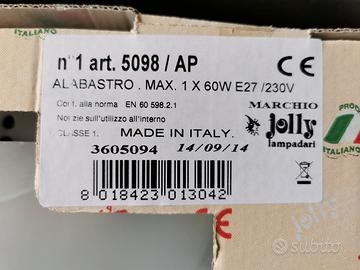 n°1 art. 5098 / AP
CE
ALABASTRO . MAX. 1 X 60W E27 /230V
Conf. alla norma EN 60 598.2.1
MARCHIO
Notizie sull'utilizzo all'interno
jolly
CLASSE 1.
MADE IN ITALY.
lampadari
3605094
14/09/14
8 018423 013042
ITALIANO
jolly
subito